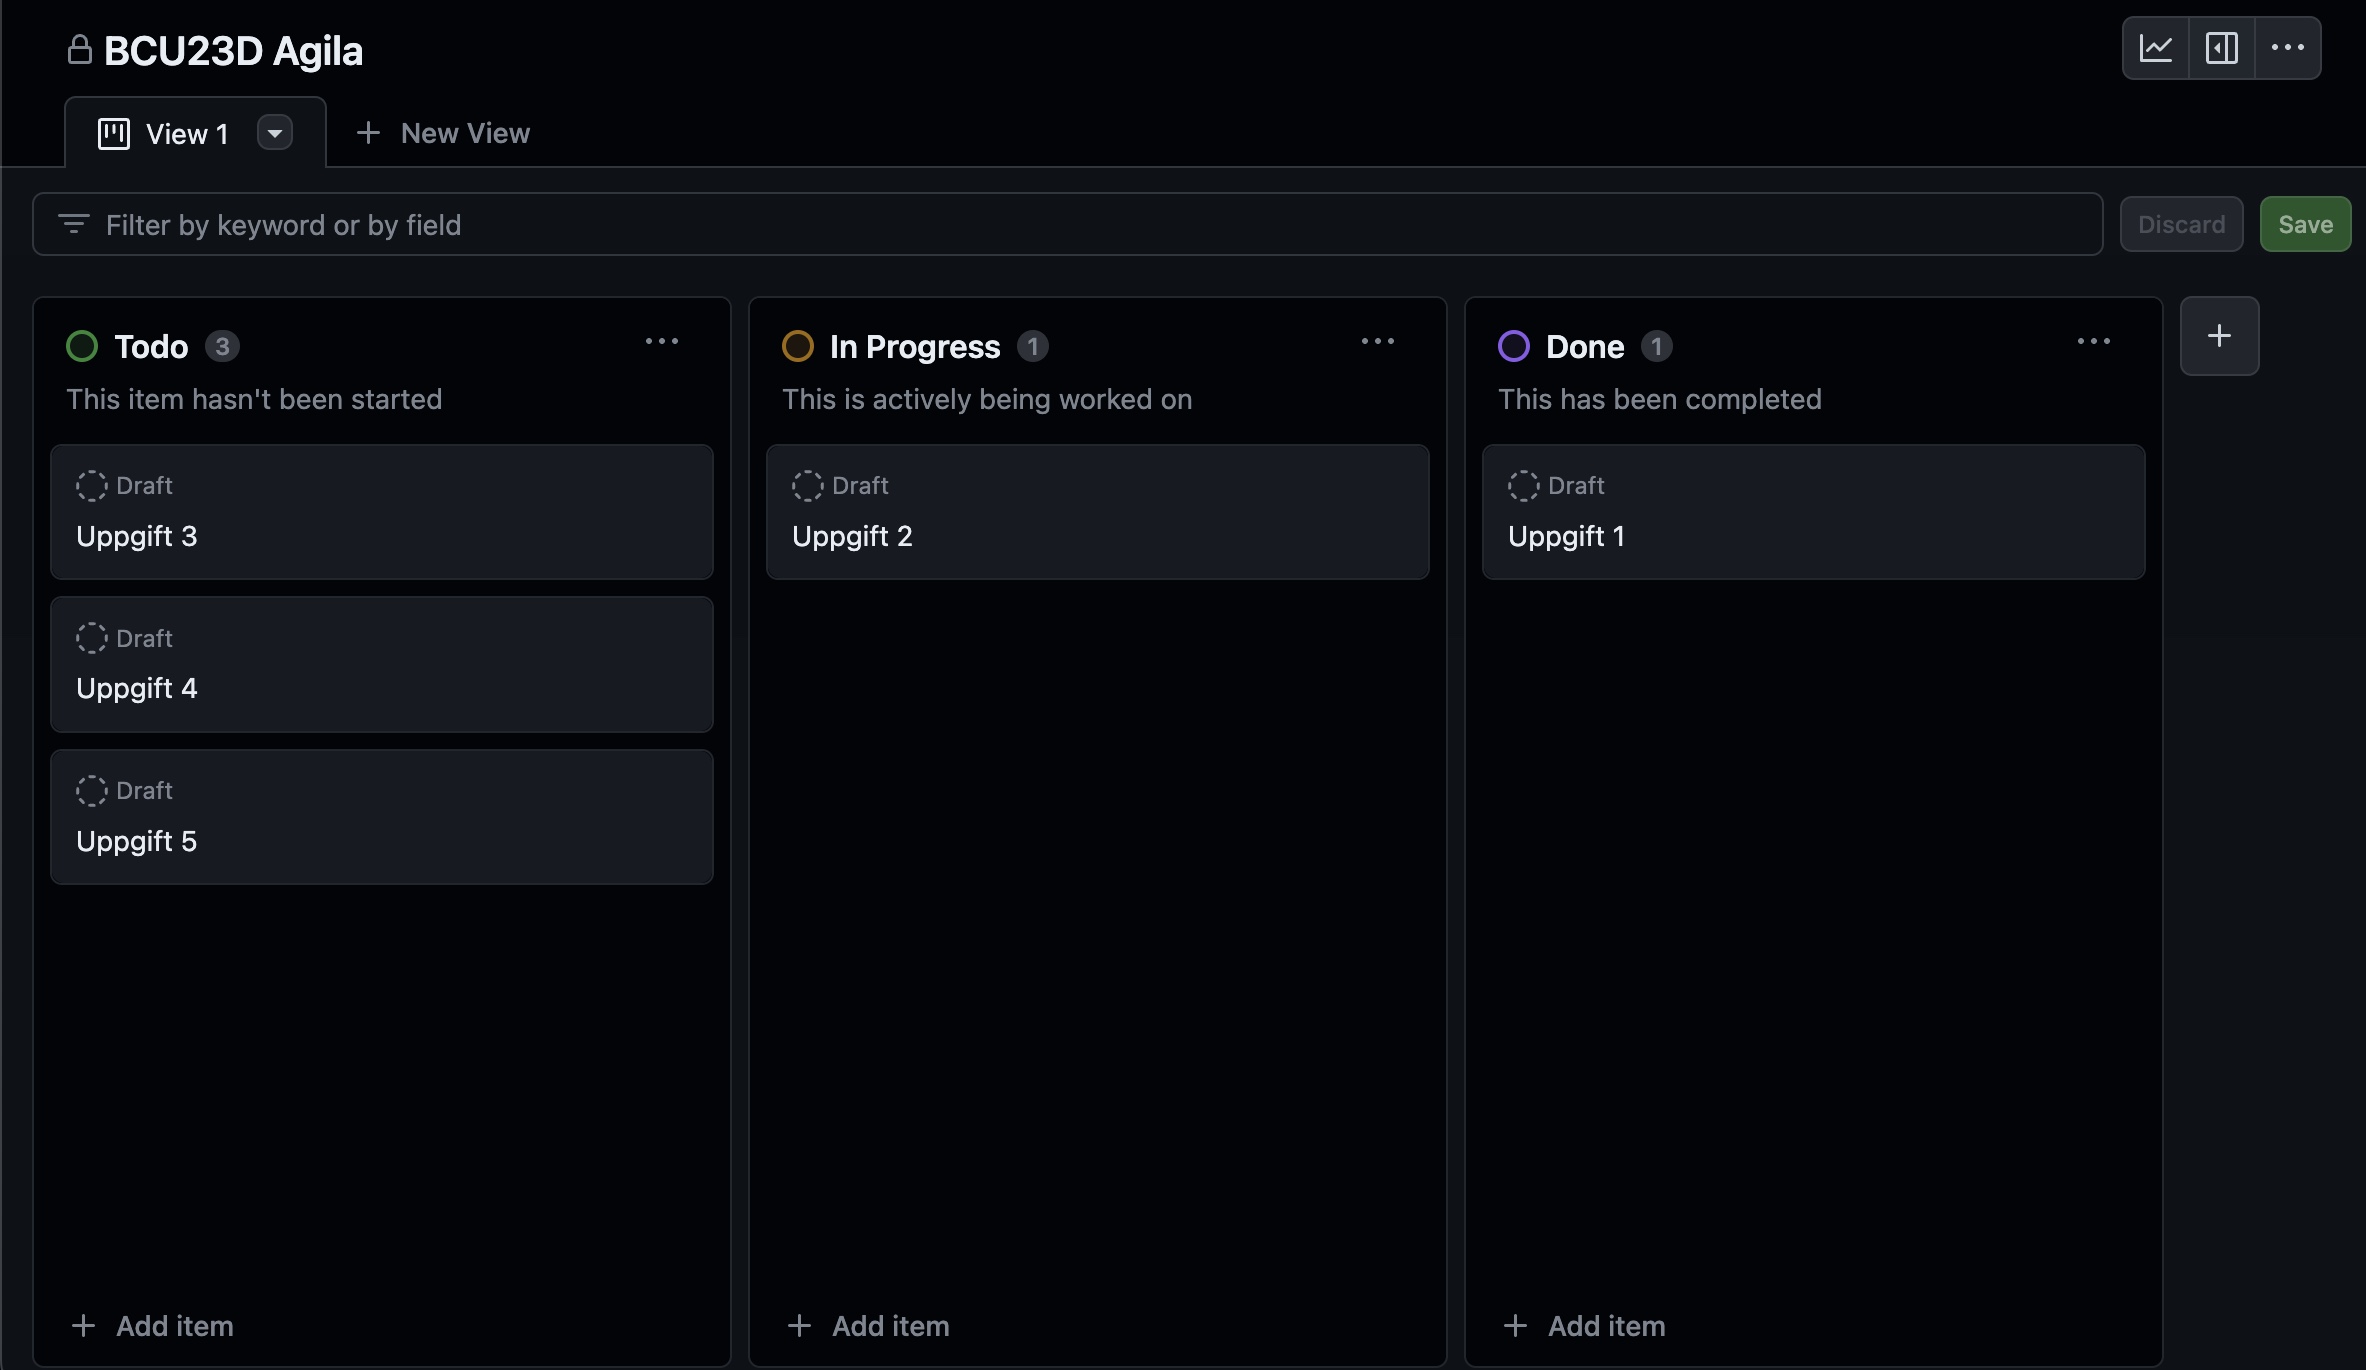 BCU23D Agila
View 1
New View
Filter by keyword or by field
Discard
Save
Todo 3
This item hasn't been started
Draft
Uppgift 3
Draft
Uppgift 4
Draft
Uppgift 5
Add item
In Progress 1
This is actively being worked on
Draft
Uppgift 2
Add item
Done 1
This has been completed
Draft
Uppgift 1
Add item